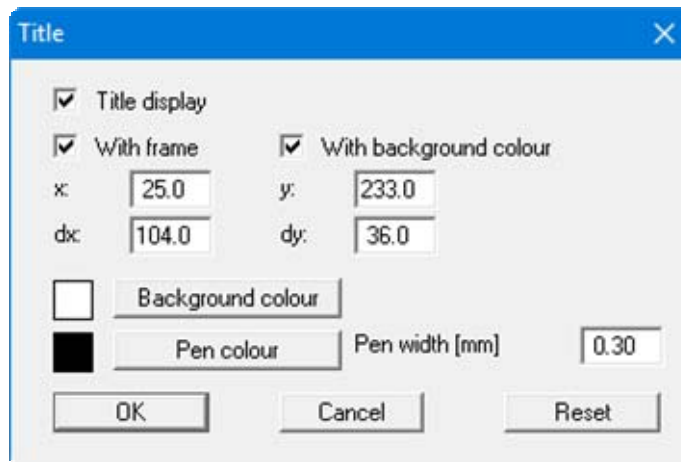 Title
Title display
With frame With background colour
x: 25.0 y: 233.0
dx: 104.0 dy: 36.0
Background colour
Pen colour Pen width [mm] 0.30
OK Cancel Reset